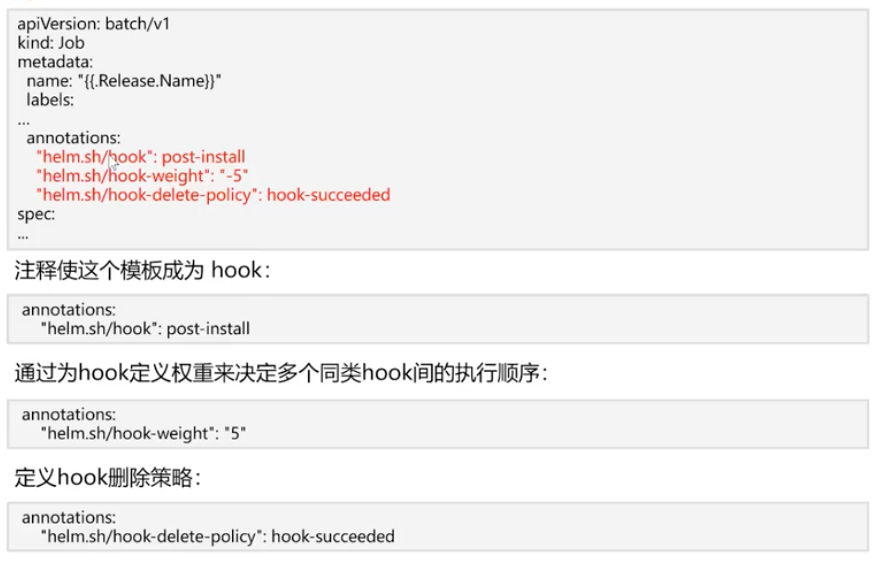 apiVersion: batch/v1
kind: Job
metadata:
  name: "{{.Release.Name}}"
  labels:
...
  annotations:
    "helm.sh/hook": post-install
    "helm.sh/hook-weight": "-5"
    "helm.sh/hook-delete-policy": hook-succeeded
spec:
...
注释使这个模板成为 hook：
annotations:
    "helm.sh/hook": post-install
通过为hook定义权重来决定多个同类hook间的执行顺序：
annotations:
    "helm.sh/hook-weight": "5"
定义hook删除策略：
annotations:
    "helm.sh/hook-delete-policy": hook-succeeded